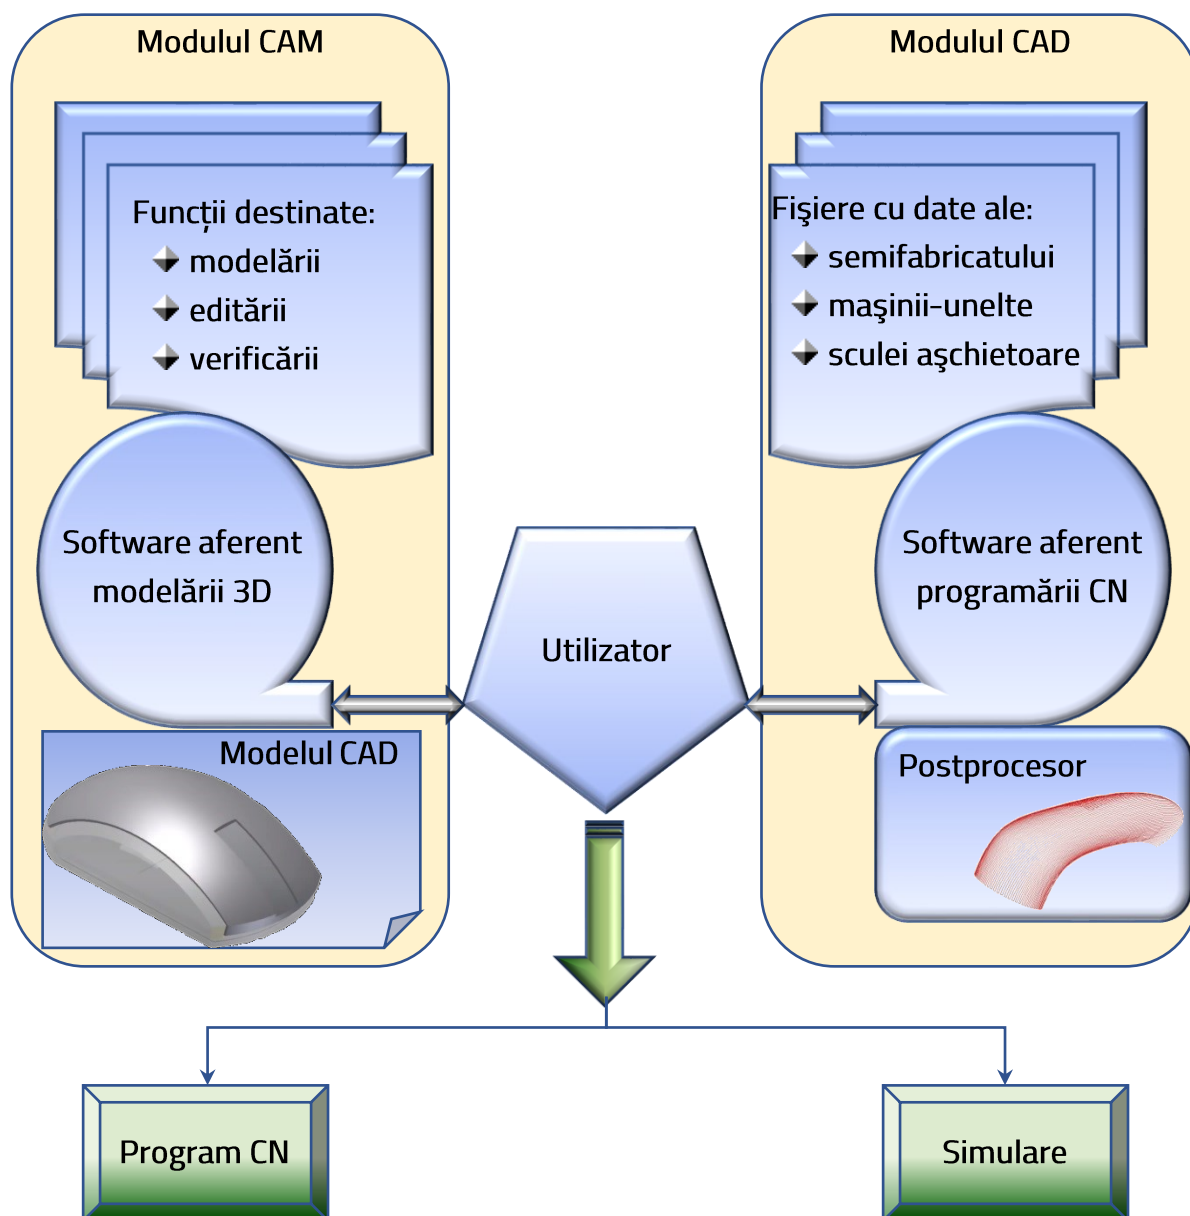 Modulul CAM
Funcții destinate:
modelării
editării
verificării
Software aferent
modelării 3D
Modelul CAD
Utilizator
Modulul CAD
Fişiere cu date ale:
semifabricatului
maşinii-unelte
sculei aşchietoare
Software aferent
programării CN
Postprocesor
Program CN
Simulare